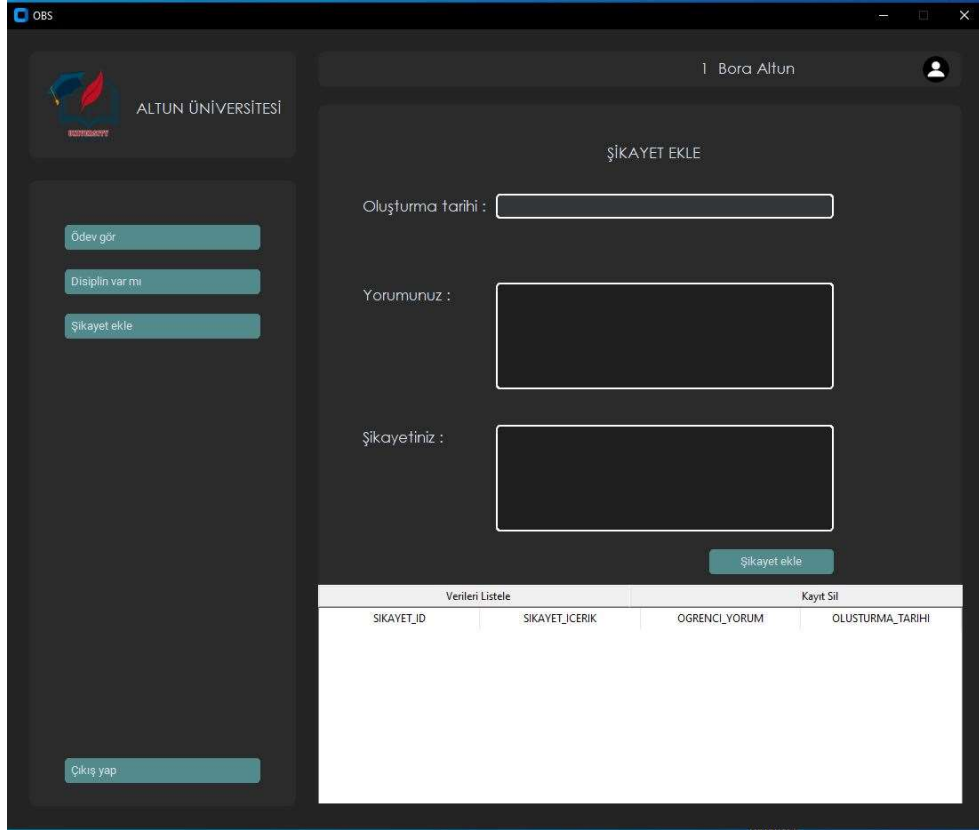 OBS
ALTUN ÜNİVERSİTESİ
UNIVERSITY
1 Bora Altun
Ödev gör
Disiplin var mı
Şikayet ekle
Çıkış yap
ŞİKAYET EKLE
Oluşturma tarihi :
Yorumunuz :
Şikayetiniz :
Şikayet ekle
Verileri Listele Kayıt Sil
SIKAYET_ID SIKAYET_ICERIK OGRENCI_YORUM OLUSTURMA_TARIHI